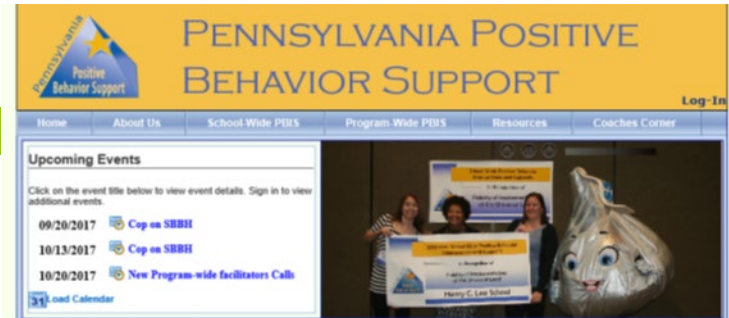 Pennsylvania
Positive
Behavior Support
PENNSYLVANIA POSITIVE
BEHAVIOR SUPPORT
Log-In
Home About Us School-Wide PBIS Program-Wide PBIS Resources Coaches Corner
Upcoming Events
Click on the event title below to view event details. Sign in to view
additional events.
09/20/2017 Cop on SBBH
10/13/2017 Cop on SBBH
10/20/2017 New Program-wide facilitators Calls
31 Load Calendar
In Recognition of
Henry C. Lea School